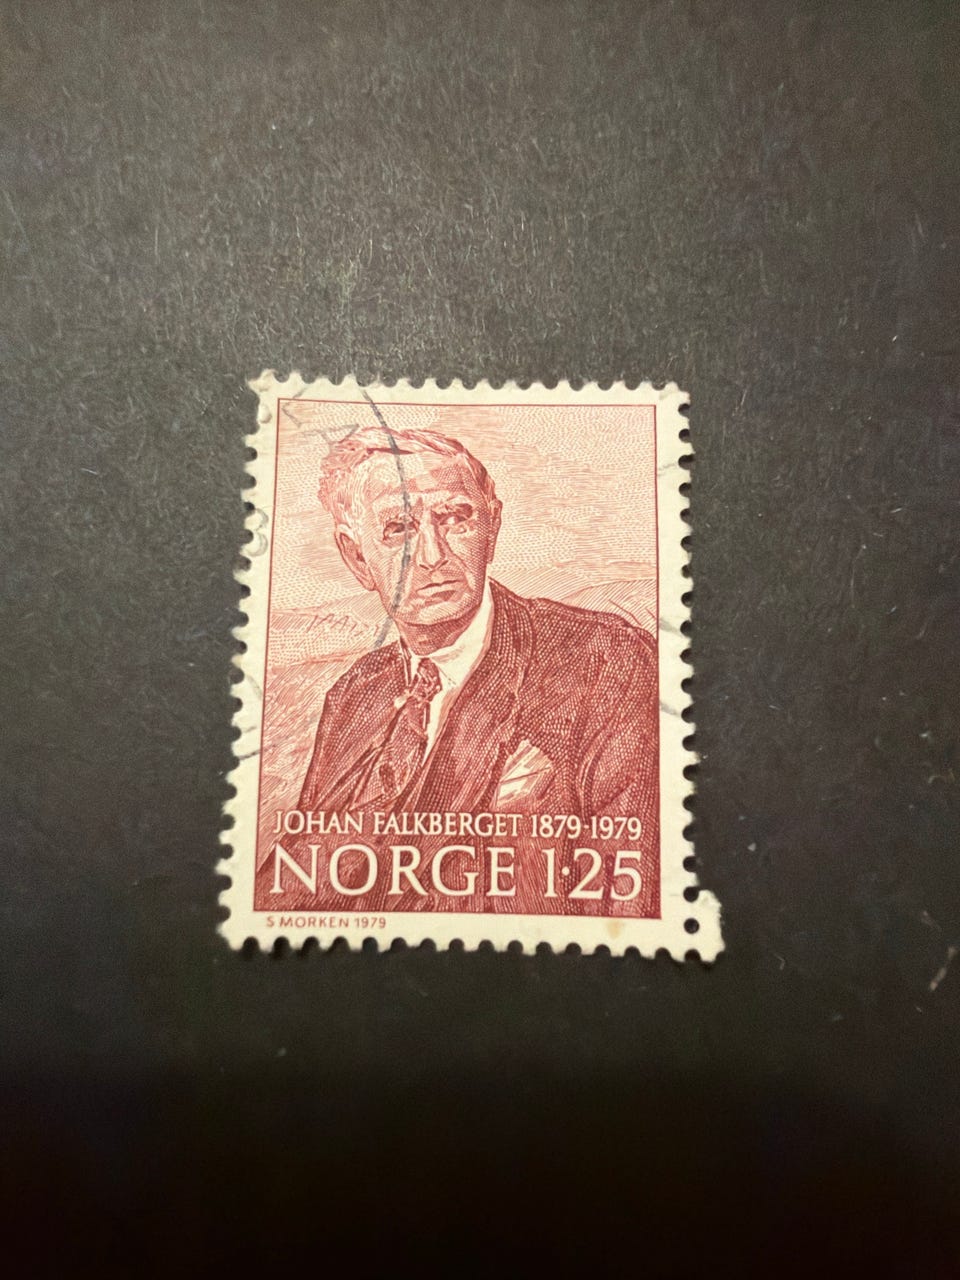 JOHAN FALKBERGET 1879-1979
NORGE 1·25
S MORKEN 1979